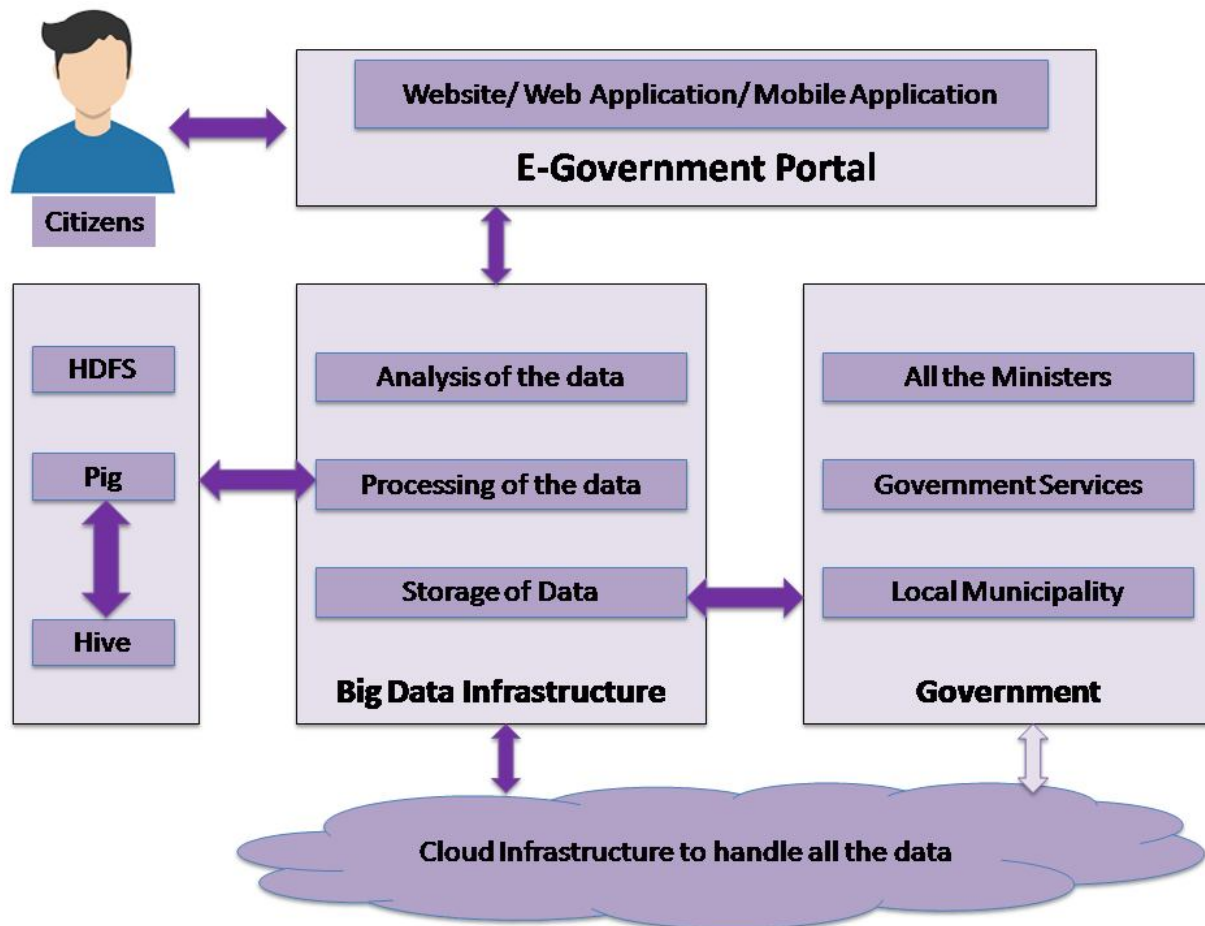 Website/ Web Application/ Mobile Application
E-Government Portal
Citizens
HDFS
Pig
Hive
Analysis of the data
Processing of the data
Storage of Data
Big Data Infrastructure
All the Ministers
Government Services
Local Municipality
Government
Cloud Infrastructure to handle all the data